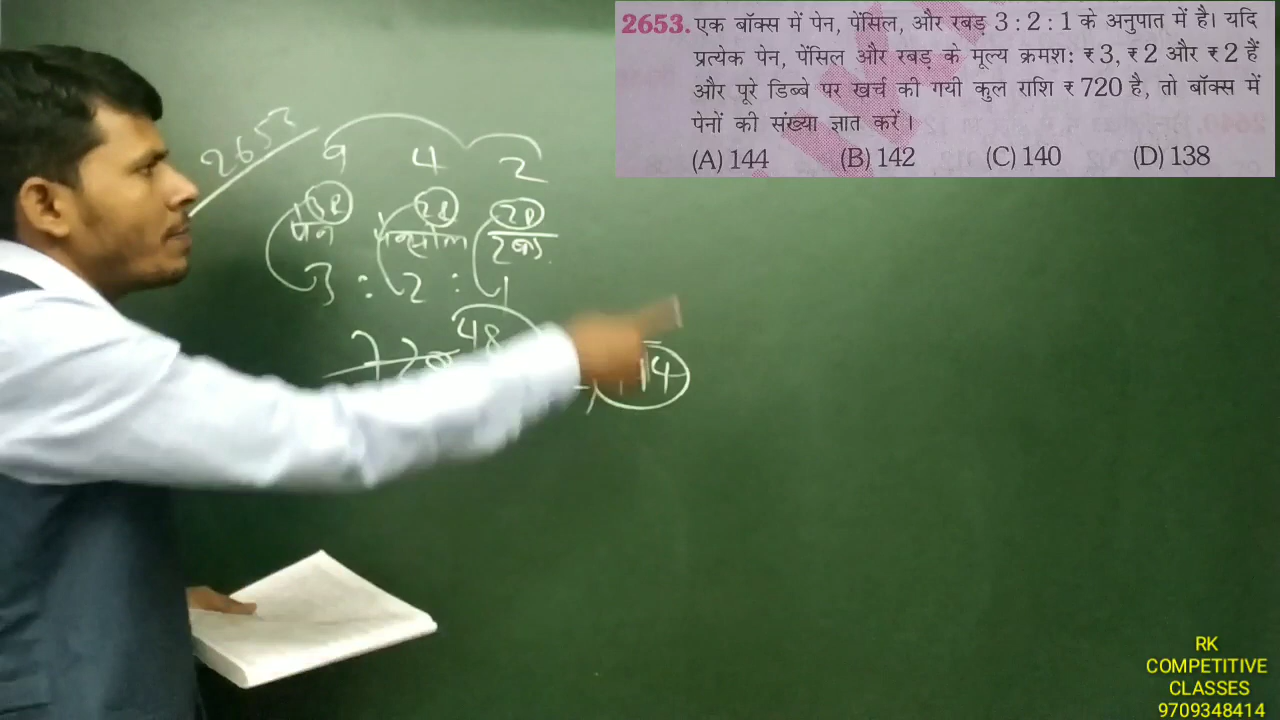 2653. एक बॉक्स में पेन, पेंसिल, और रबड़ 3 : 2 : 1 के अनुपात में है। यदि
प्रत्येक पेन, पेंसिल और रबड़ के मूल्य क्रमश: ₹ 3, ₹ 2 और ₹ 2 हैं
और पूरे डिब्बे पर खर्च की गयी कुल राशि ₹ 720 है, तो बॉक्स में
पेनों की संख्या ज्ञात करें।
(A) 144 (B) 142 (C) 140 (D) 138
2653
9 4 2
पेन
3 : 2 : 1
720 48
RK
COMPETITIVE
CLASSES
9709348414